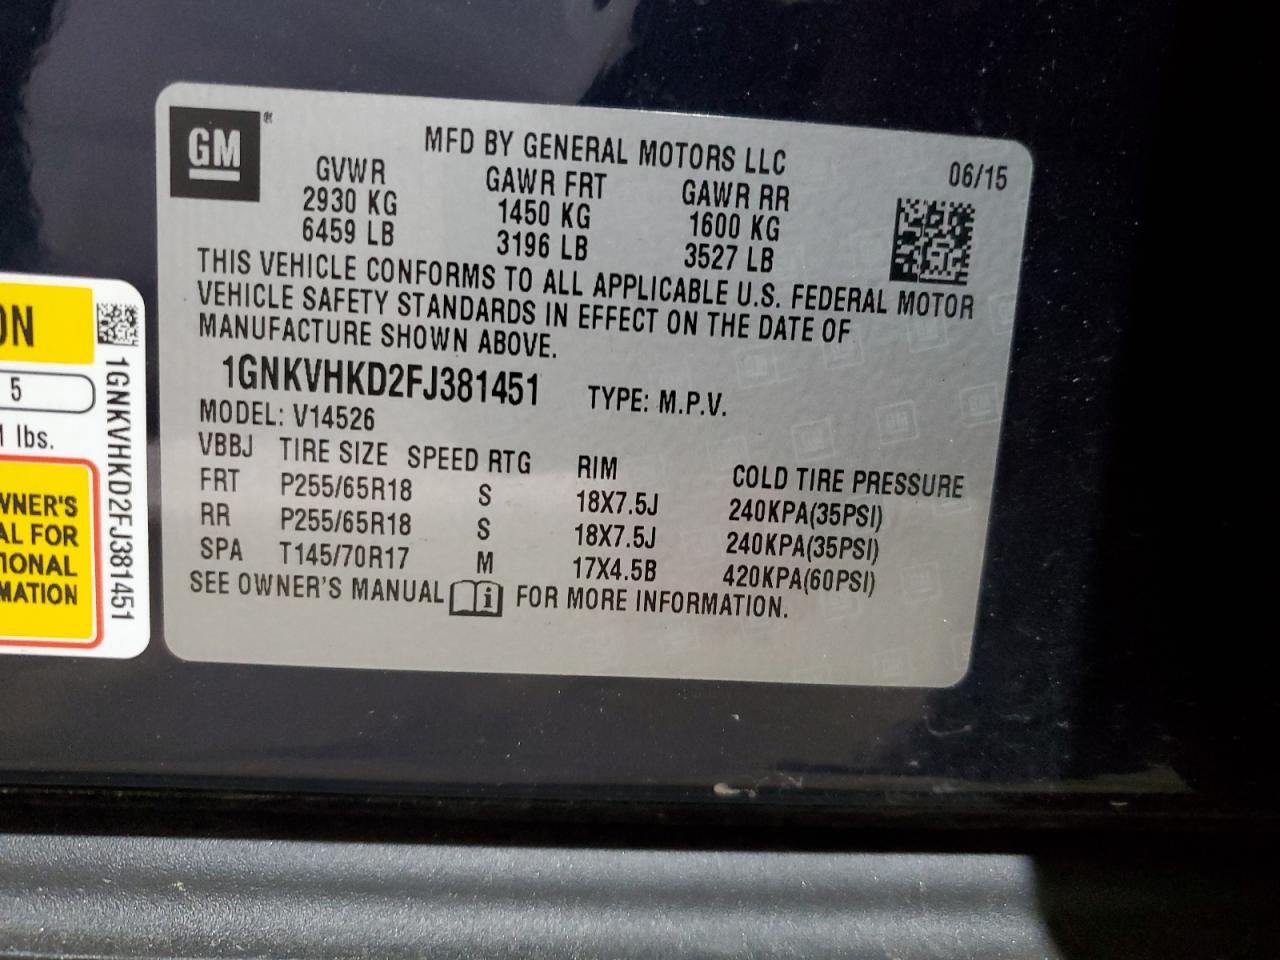 GM
®
MFD BY GENERAL MOTORS LLC
06/15
GVWR GAWR FRT GAWR RR
2930 KG 1450 KG 1600 KG
6459 LB 3196 LB 3527 LB
THIS VEHICLE CONFORMS TO ALL APPLICABLE U.S. FEDERAL MOTOR
VEHICLE SAFETY STANDARDS IN EFFECT ON THE DATE OF
MANUFACTURE SHOWN ABOVE.
1GNKVHKD2FJ381451 TYPE: M.P.V.
MODEL: V14526
VBBJ TIRE SIZE SPEED RTG RIM COLD TIRE PRESSURE
FRT P255/65R18 S 18X7.5J 240KPA(35PSI)
RR P255/65R18 S 18X7.5J 240KPA(35PSI)
SPA T145/70R17 M 17X4.5B 420KPA(60PSI)
SEE OWNER'S MANUAL i FOR MORE INFORMATION.
ON
5
lbs.
WNER'S
AL FOR
IONAL
MATION
1GNKVHKD2FJ381451